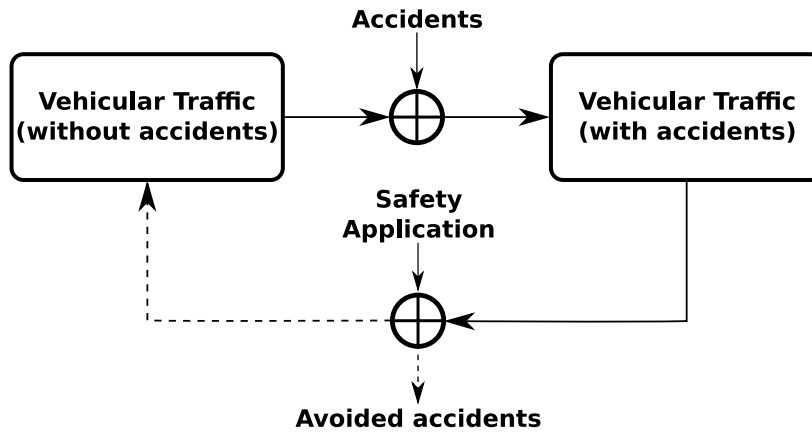 Accidents
Vehicular Traffic
(without accidents)
Vehicular Traffic
(with accidents)
Safety
Application
Avoided accidents